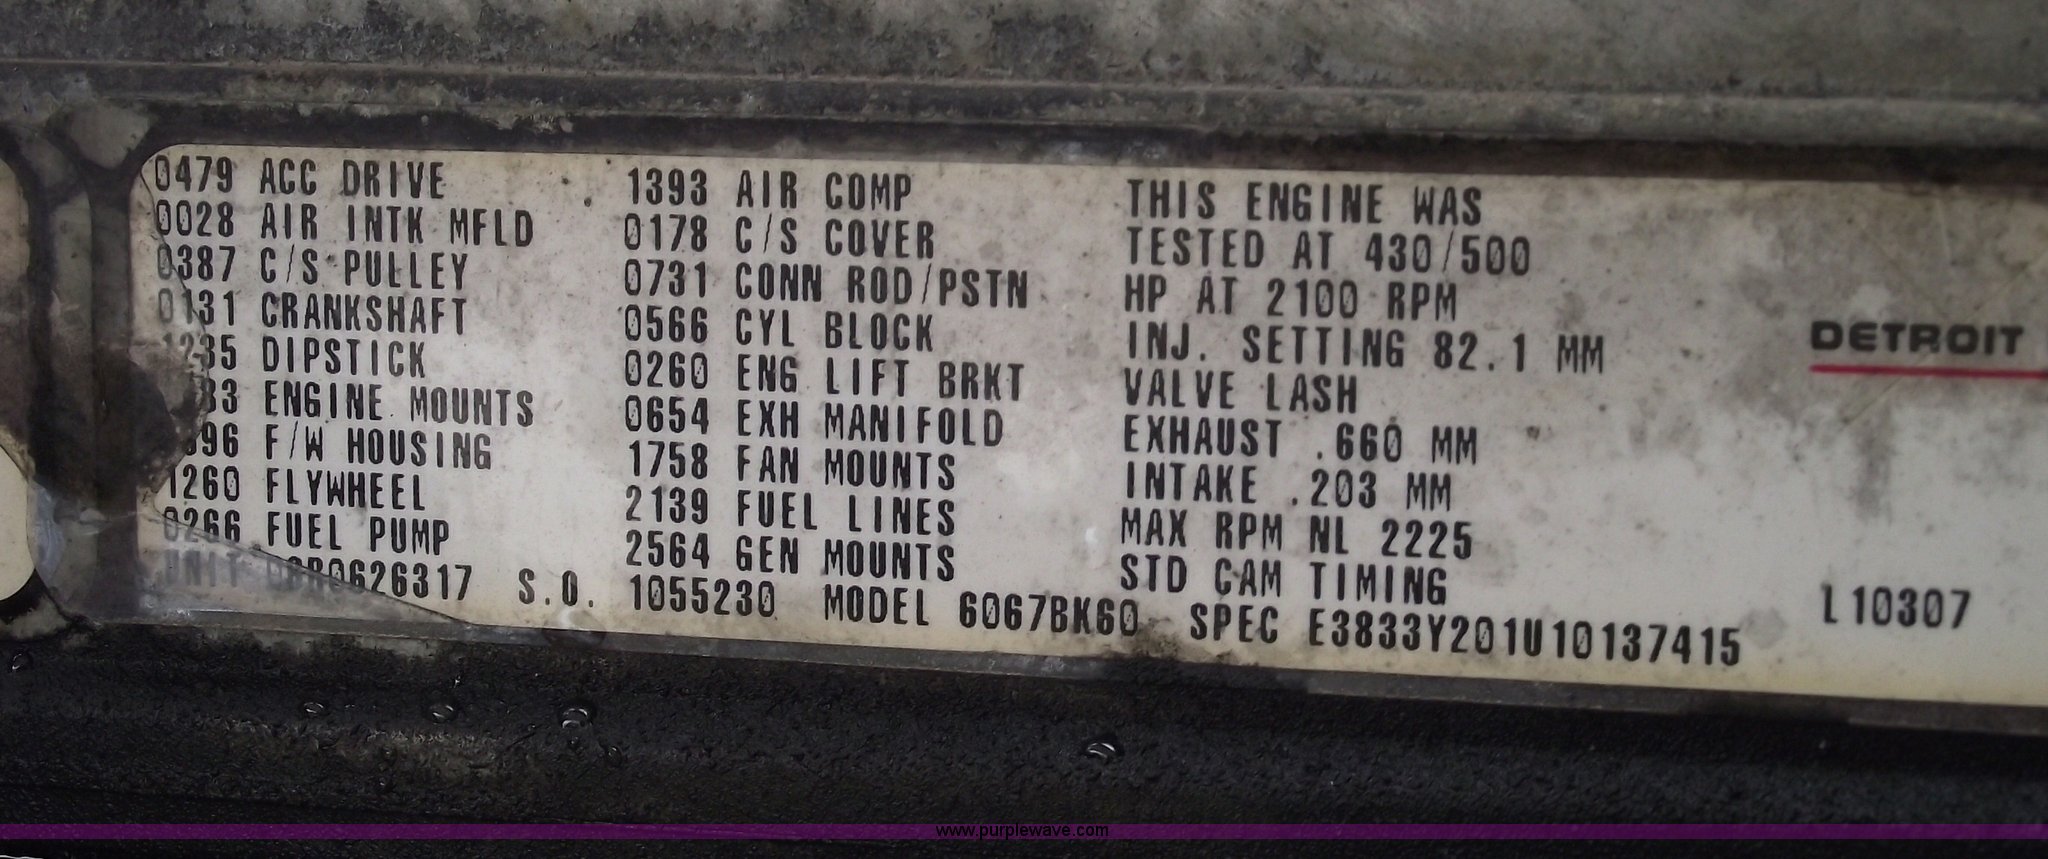 0479 ACC DRIVE
0028 AIR INTK MFLD
0387 C/S PULLEY
0131 CRANKSHAFT
1235 DIPSTICK
ENGINE MOUNTS
F/W HOUSING
1260 FLYWHEEL
0266 FUEL PUMP
1393 AIR COMP
0178 C/S COVER
0731 CONN ROD/PSTN
0566 CYL BLOCK
0260 ENG LIFT BRKT
0654 EXH MANIFOLD
1758 FAN MOUNTS
2139 FUEL LINES
2564 GEN MOUNTS
THIS ENGINE WAS
TESTED AT 430/500
HP AT 2100 RPM
INJ. SETTING 82.1 MM
VALVE LASH
EXHAUST .660 MM
INTAKE .203 MM
MAX RPM NL 2225
STD CAM TIMING
UNIT S.O. 1055230 MODEL 6067BK60 SPEC E3833Y201U10137415
DETROIT
L10307
www.purplewave.com